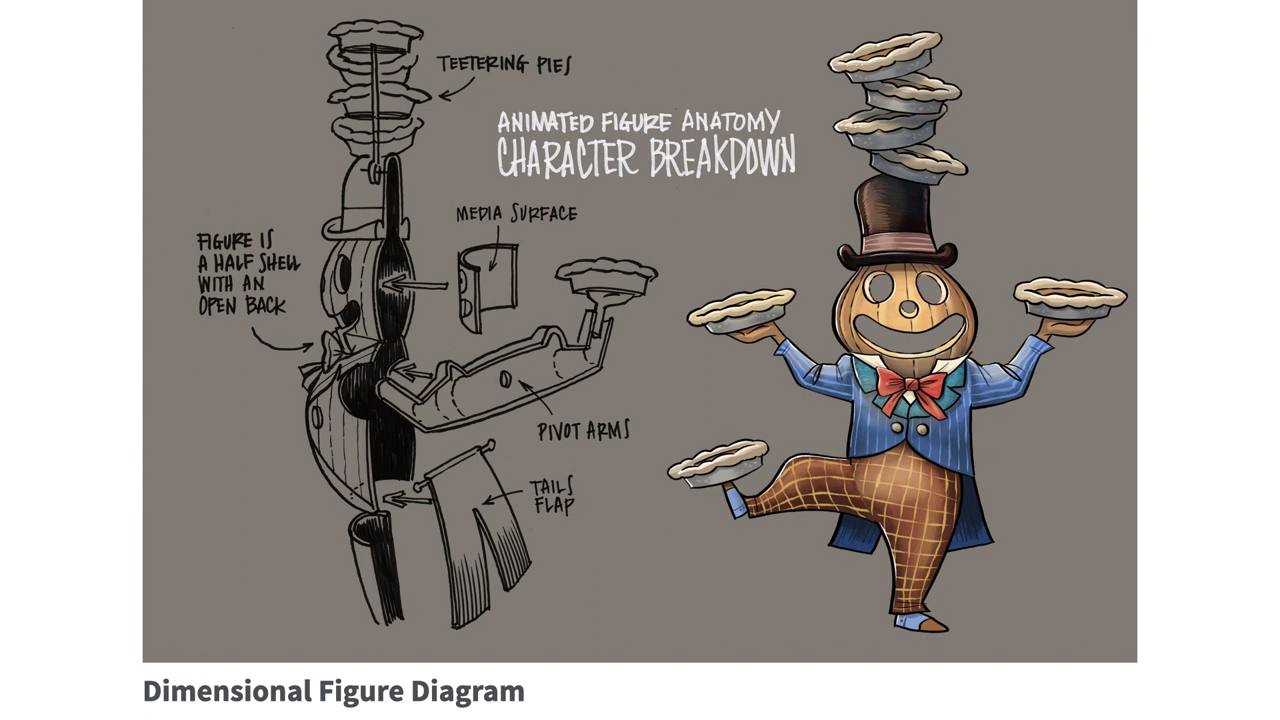 TEETERING PIES
ANIMATED FIGURE ANATOMY
CHARACTER BREAKDOWN
MEDIA SURFACE
FIGURE IS
A HALF SHELL
WITH AN
OPEN BACK
PIVOT ARMS
TAILS
FLAP
Dimensional Figure Diagram